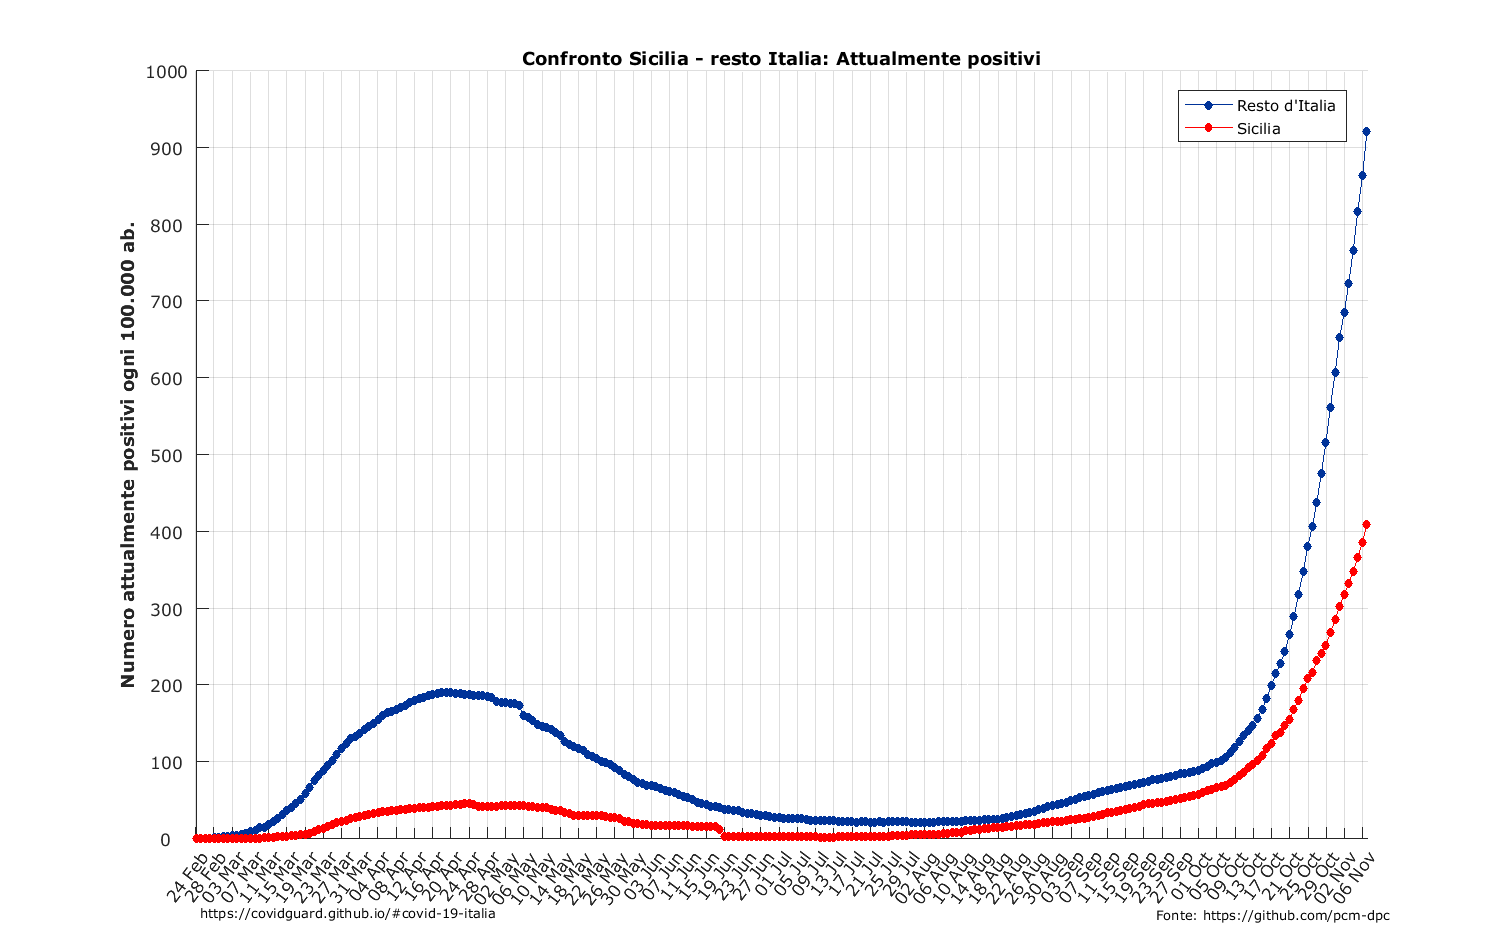 Confronto Sicilia - resto Italia: Attualmente positivi
Numero attualmente positivi ogni 100.000 ab.
1000
900
800
700
600
500
400
300
200
100
0
Resto d'Italia
Sicilia
24 Feb
28 Feb
03 Mar
07 Mar
11 Mar
15 Mar
19 Mar
23 Mar
27 Mar
31 Mar
04 Apr
08 Apr
12 Apr
16 Apr
20 Apr
24 Apr
28 Apr
02 May
06 May
10 May
14 May
18 May
22 May
26 May
30 May
03 Jun
07 Jun
11 Jun
15 Jun
19 Jun
23 Jun
27 Jun
01 Jul
05 Jul
09 Jul
13 Jul
17 Jul
21 Jul
25 Jul
29 Jul
02 Aug
06 Aug
10 Aug
14 Aug
18 Aug
22 Aug
26 Aug
30 Aug
03 Sep
07 Sep
11 Sep
15 Sep
19 Sep
23 Sep
27 Sep
01 Oct
05 Oct
09 Oct
13 Oct
17 Oct
21 Oct
25 Oct
29 Oct
02 Nov
06 Nov
https://covidguard.github.io/#covid-19-italia
Fonte: https://github.com/pcm-dpc